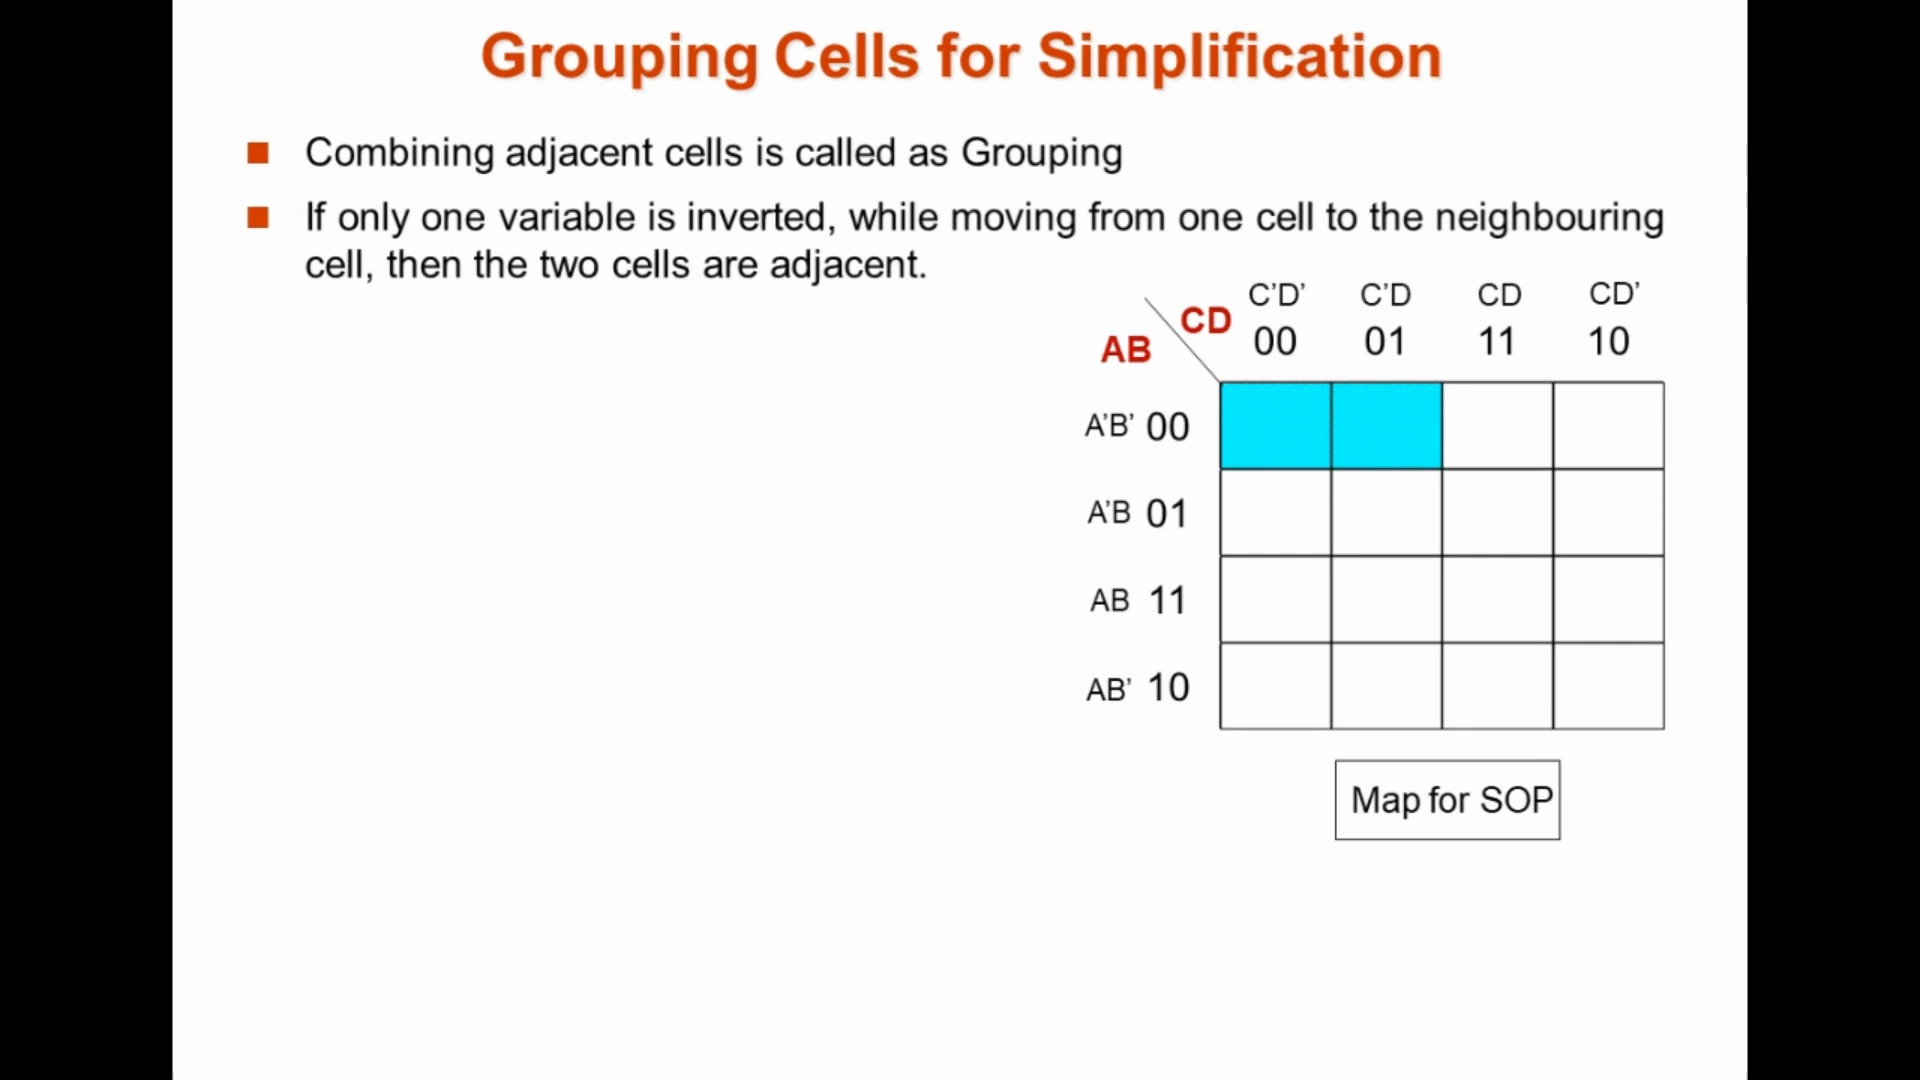 Grouping Cells for Simplification
Combining adjacent cells is called as Grouping
If only one variable is inverted, while moving from one cell to the neighbouring
cell, then the two cells are adjacent.
C’D’ C’D CD CD’
CD
AB
00 01 11 10
A’B’ 00
A’B 01
AB 11
AB’ 10
Map for SOP